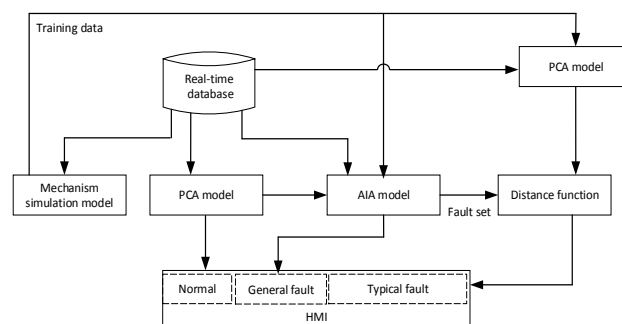 Training data
Real-time
database
PCA model
Mechanism
simulation model
PCA model
AIA model
Fault set
Distance function
Normal
General fault
Typical fault
HMI